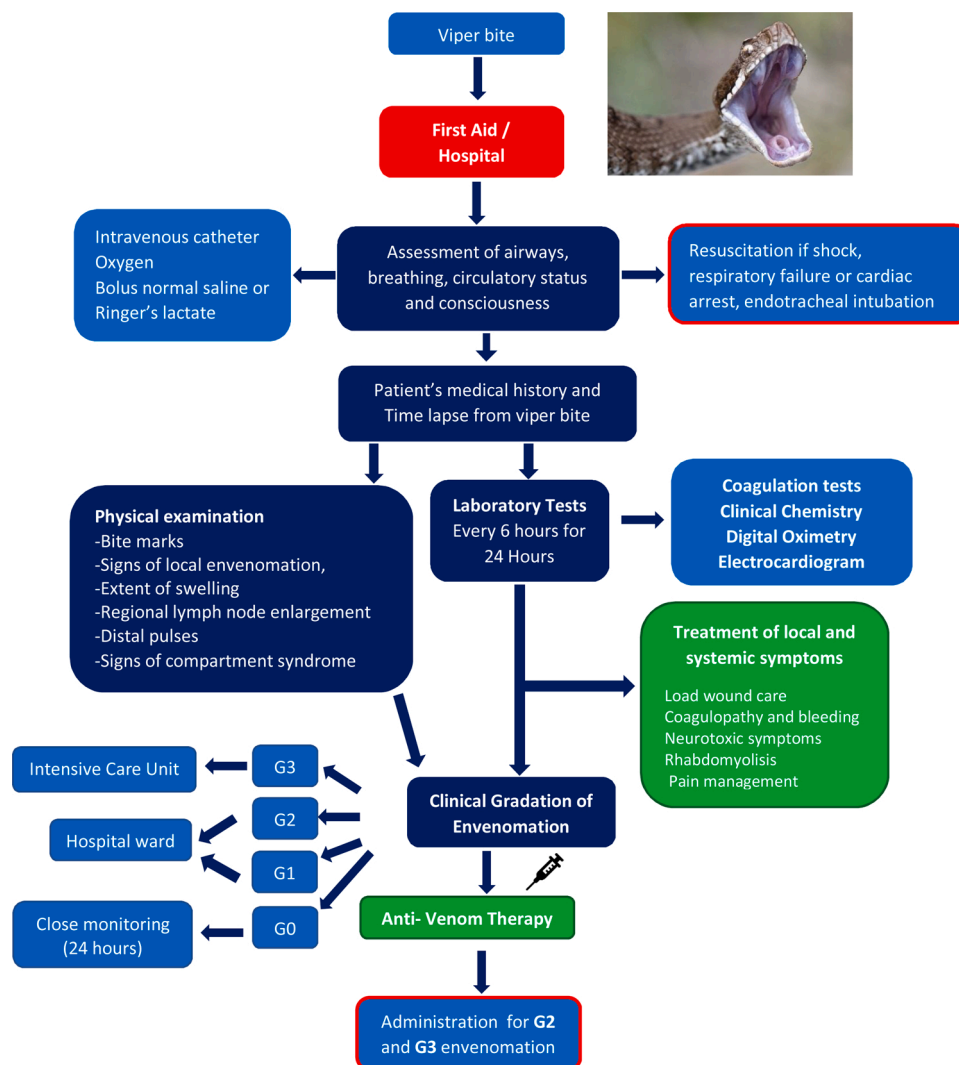 Viper bite
First Aid /
Hospital
Intravenous catheter
Oxygen
Bolus normal saline or
Ringer's lactate
Assessment of airways,
breathing, circulatory status
and consciousness
Resuscitation if shock,
respiratory failure or cardiac
arrest, endotracheal intubation
Patient's medical history and
Time lapse from viper bite
Physical examination
-Bite marks
-Signs of local envenomation,
-Extent of swelling
-Regional lymph node enlargement
-Distal pulses
-Signs of compartment syndrome
Laboratory Tests
Every 6 hours for
24 Hours
Coagulation tests
Clinical Chemistry
Digital Oximetry
Electrocardiogram
Treatment of local and
systemic symptoms
Load wound care
Coagulopathy and bleeding
Neurotoxic symptoms
Rhabdomyolisis
Pain management
Intensive Care Unit
G3
Hospital ward
G2
G1
Close monitoring
(24 hours)
G0
Clinical Gradation of
Envenomation
Anti- Venom Therapy
Administration for G2
and G3 envenomation